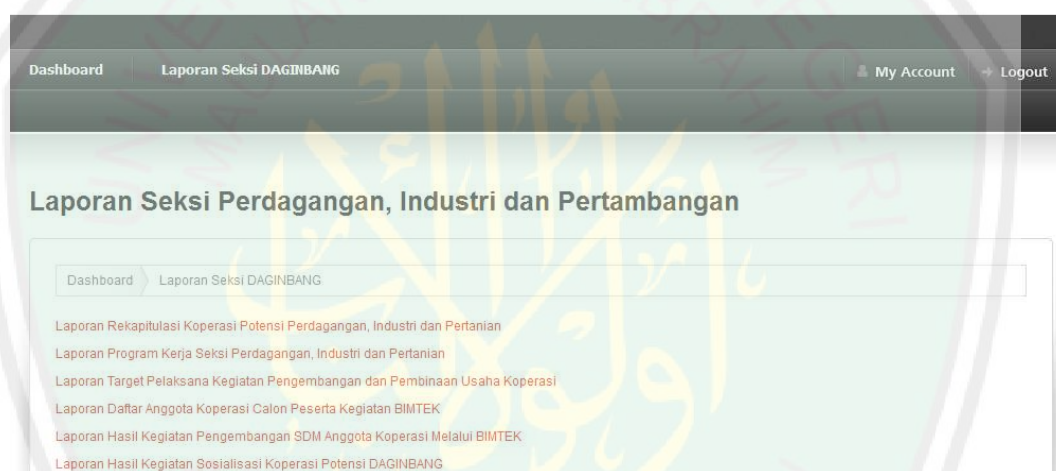 Dashboard Laporan Seksi DAGINBANG My Account Logout
Laporan Seksi Perdagangan, Industri dan Pertambangan
Dashboard Laporan Seksi DAGINBANG
Laporan Rekapitulasi Koperasi Potensi Perdagangan, Industri dan Pertanian
Laporan Program Kerja Seksi Perdagangan, Industri dan Pertanian
Laporan Target Pelaksana Kegiatan Pengembangan dan Pembinaan Usaha Koperasi
Laporan Daftar Anggota Koperasi Calon Peserta Kegiatan BIMTEK
Laporan Hasil Kegiatan Pengembangan SDM Anggota Koperasi Melalui BIMTEK
Laporan Hasil Kegiatan Sosialisasi Koperasi Potensi DAGINBANG